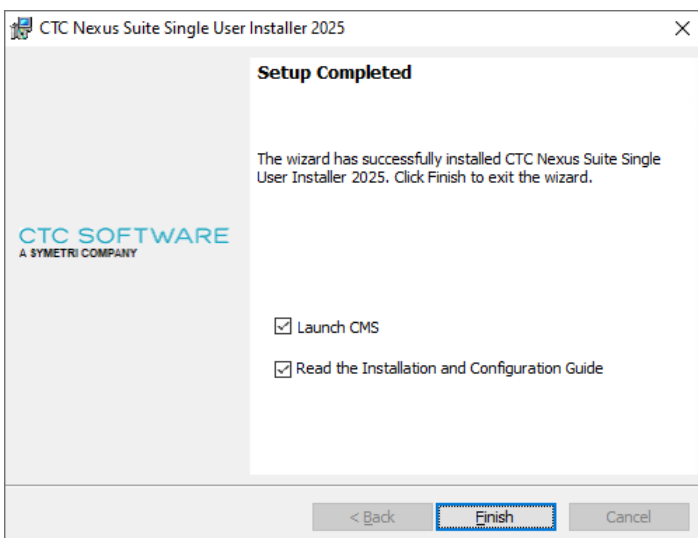 CTC Nexus Suite Single User Installer 2025
Setup Completed
The wizard has successfully installed CTC Nexus Suite Single
User Installer 2025. Click Finish to exit the wizard.
CTC SOFTWARE
A SYMETRI COMPANY
Launch CMS
Read the Installation and Configuration Guide
< Back
Finish
Cancel